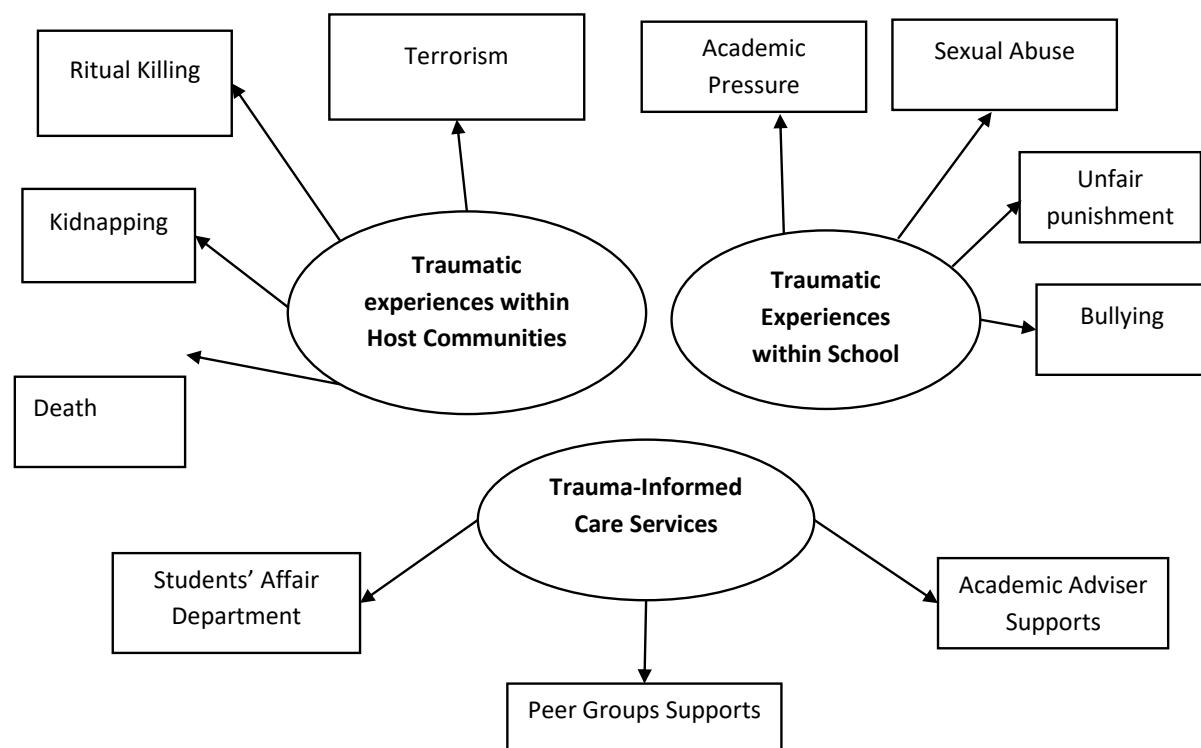 Ritual Killing
Terrorism
Academic
Pressure
Sexual Abuse
Kidnapping
Unfair
punishment
Traumatic
experiences within
Host Communities
Traumatic
Experiences
within School
Bullying
Death
Trauma-Informed
Care Services
Students’ Affair
Department
Academic Adviser
Supports
Peer Groups Supports